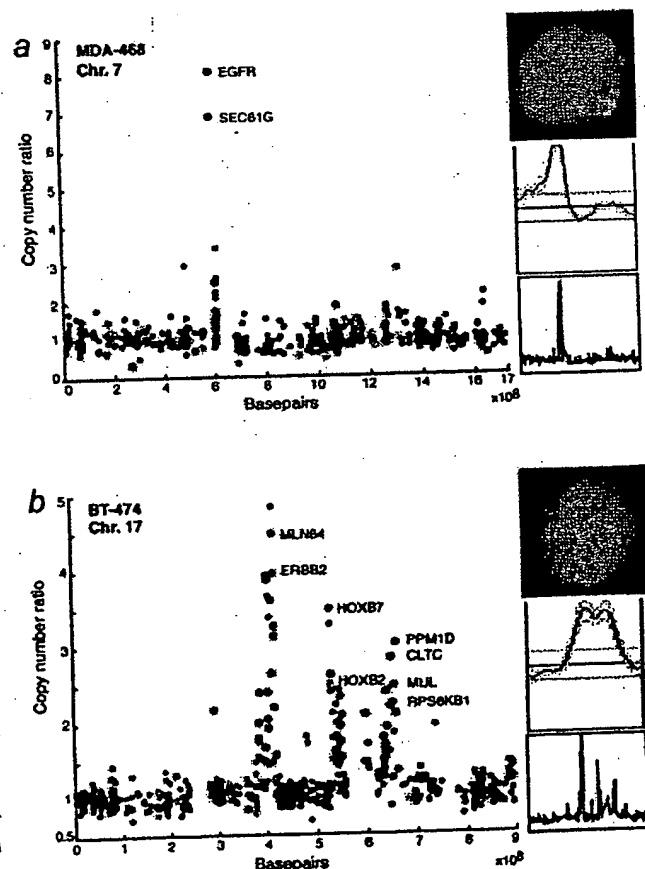 a
MDA-468
Chr. 7
Copy number ratio
9
8
7
6
5
4
3
2
1
0
EGFR
SEC61G
0 2 4 6 8 10 12 14 16 17
Basepairs
x10⁸
b
BT-474
Chr. 17
Copy number ratio
5
4
3
2
1
0.5
MLN64
ERBB2
HOXB7
HOXB2
PPM1D
CLTC
MUL
RPS6KB1
0 1 2 3 4 5 6 7 8 9
Basepairs
x10⁸